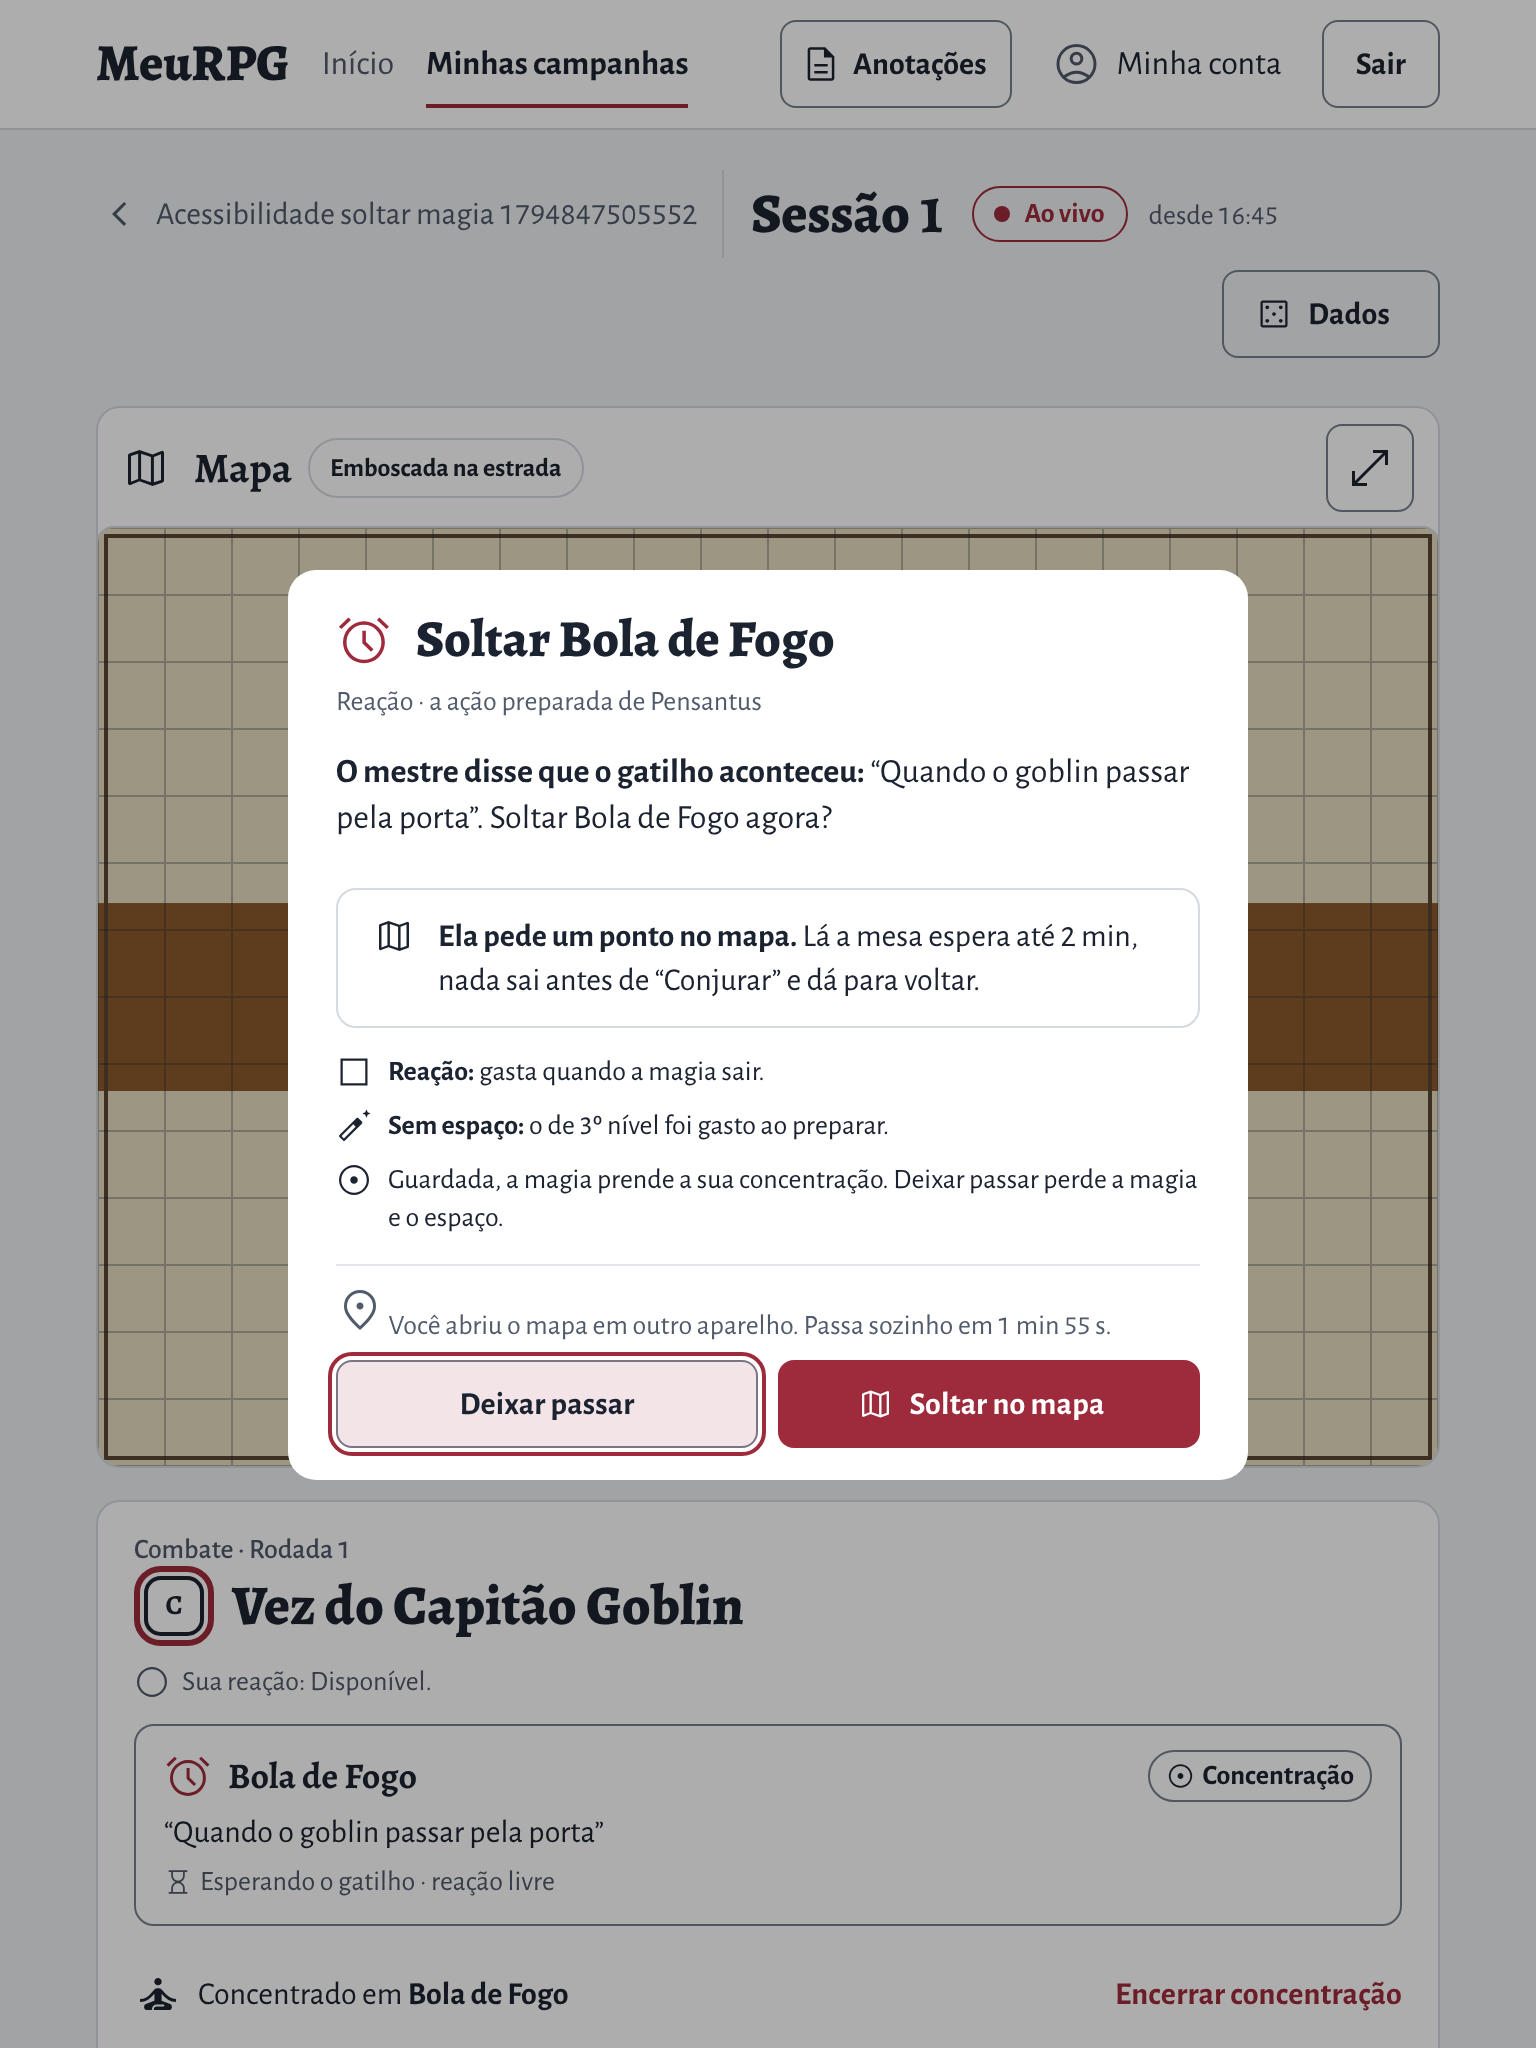 MeuRPG Início Minhas campanhas Anotações Minha conta Sair
Acessibilidade soltar magia 1794847505552 Sessão 1 Ao vivo desde 16:45
Dados
Mapa Emboscada na estrada
Soltar Bola de Fogo
Reação · a ação preparada de Pensantus
O mestre disse que o gatilho aconteceu: “Quando o goblin passar
pela porta”. Soltar Bola de Fogo agora?
Ela pede um ponto no mapa. Lá a mesa espera até 2 min,
nada sai antes de “Conjurar” e dá para voltar.
Reação: gasta quando a magia sair.
Sem espaço: o de 3º nível foi gasto ao preparar.
Guardada, a magia prende a sua concentração. Deixar passar perde a magia
e o espaço.
Você abriu o mapa em outro aparelho. Passa sozinho em 1 min 55 s.
Deixar passar Soltar no mapa
Combate · Rodada 1
C Vez do Capitão Goblin
Sua reação: Disponível.
Bola de Fogo Concentração
“Quando o goblin passar pela porta”
Esperando o gatilho · reação livre
Concentrado em Bola de Fogo Encerrar concentração